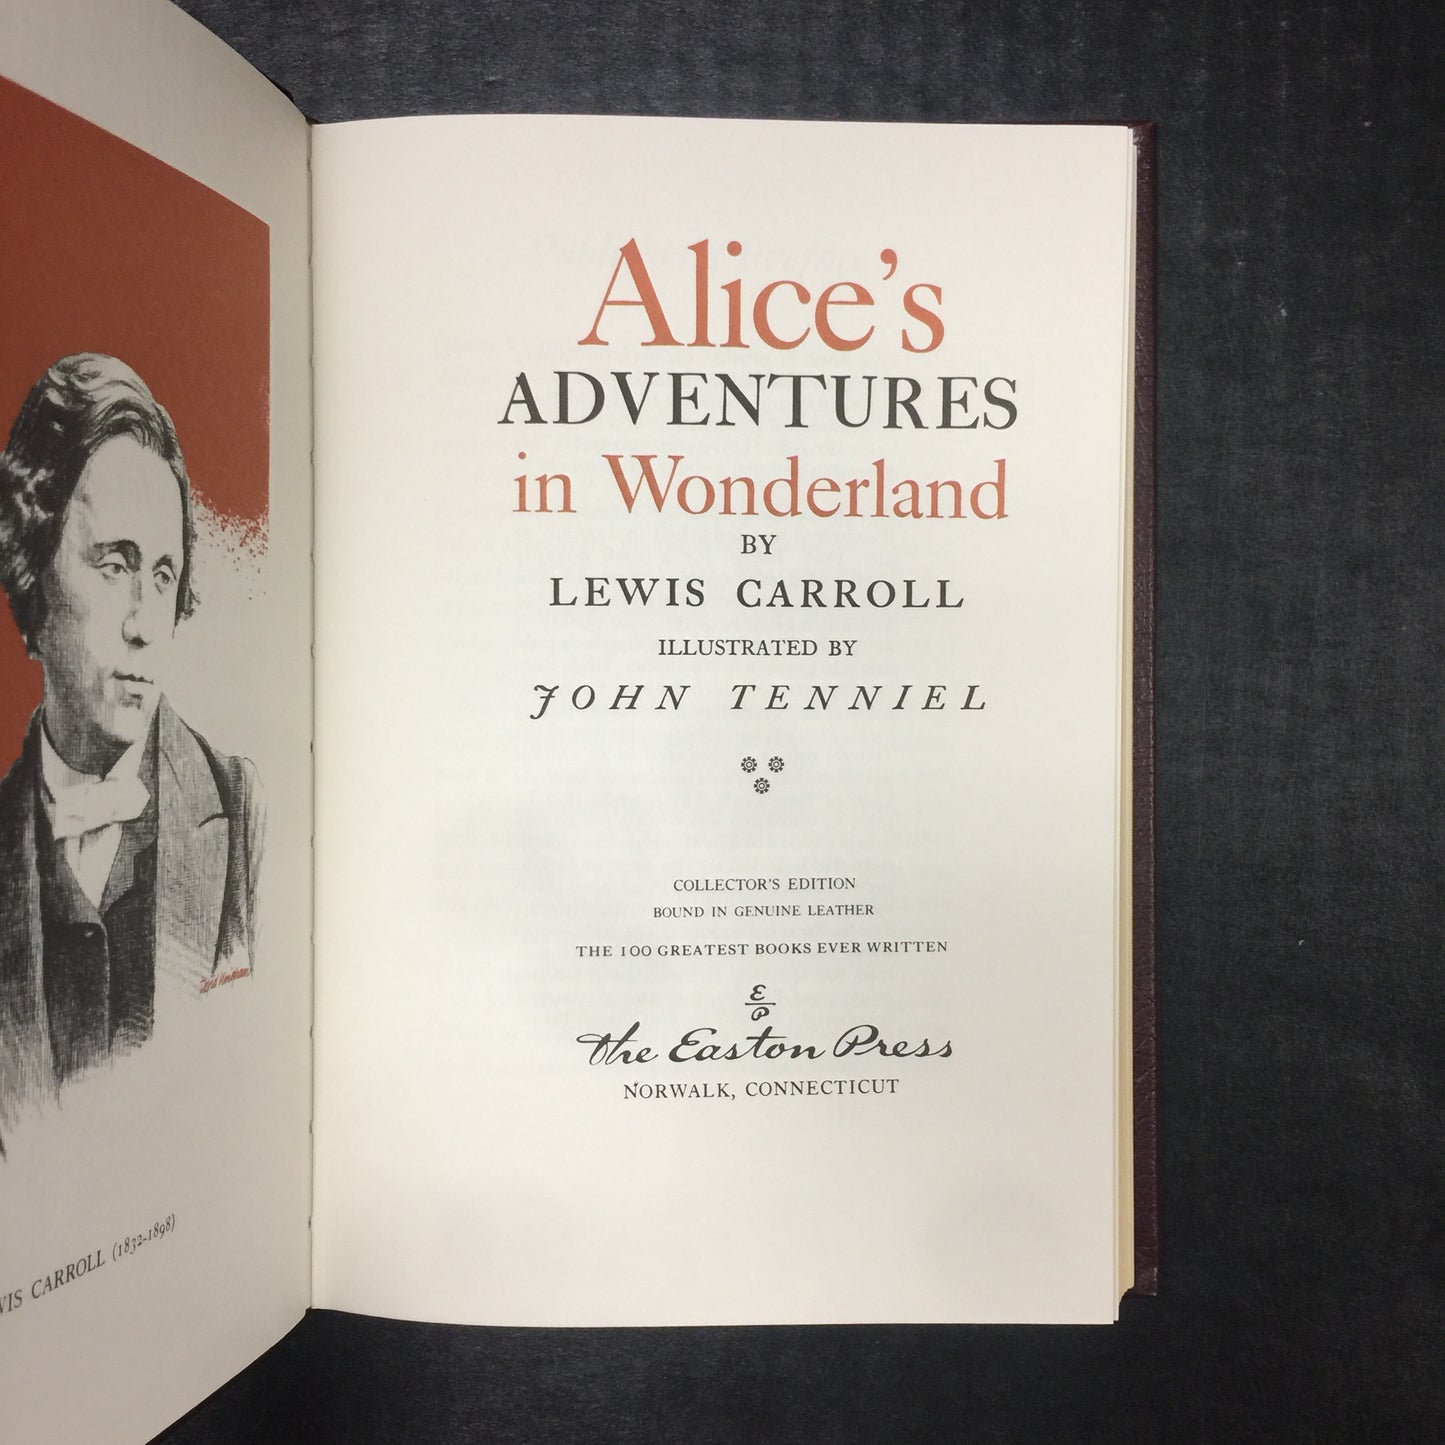 WIS CARROLL (1832-1898)
Alice's
ADVENTURES
in Wonderland
BY
LEWIS CARROLL
ILLUSTRATED BY
JOHN TENNIEL
COLLECTOR'S EDITION
BOUND IN GENUINE LEATHER
THE 100 GREATEST BOOKS EVER WRITTEN
E
P
The Easton Press
NORWALK, CONNECTICUT